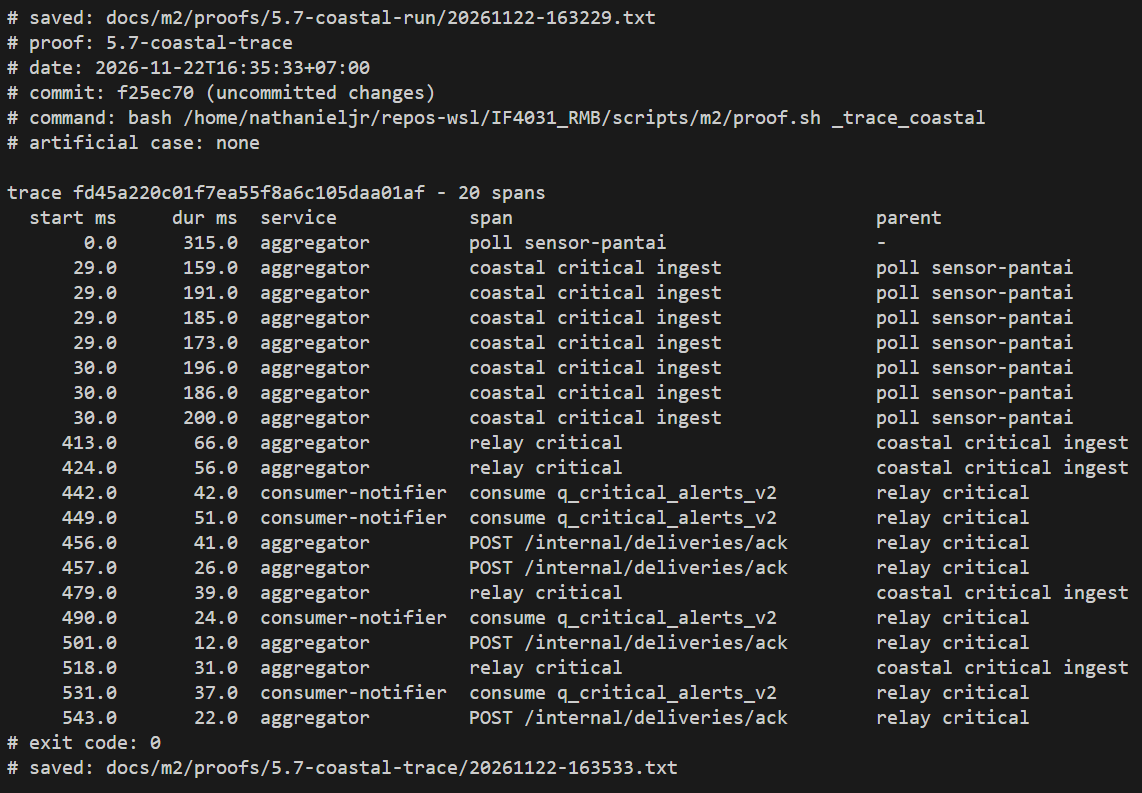 # saved: docs/m2/proofs/5.7-coastal-run/20261122-163229.txt
# proof: 5.7-coastal-trace
# date: 2026-11-22T16:35:33+07:00
# commit: f25ec70 (uncommitted changes)
# command: bash /home/nathanieljr/repos-wsl/IF4031_RMB/scripts/m2/proof.sh _trace_coastal
# artificial case: none
trace fd45a220c01f7ea55f8a6c105daa01af - 20 spans
  start ms     dur ms  service            span                             parent
       0.0      315.0  aggregator         poll sensor-pantai               -
      29.0      159.0  aggregator         coastal critical ingest          poll sensor-pantai
      29.0      191.0  aggregator         coastal critical ingest          poll sensor-pantai
      29.0      185.0  aggregator         coastal critical ingest          poll sensor-pantai
      29.0      173.0  aggregator         coastal critical ingest          poll sensor-pantai
      30.0      196.0  aggregator         coastal critical ingest          poll sensor-pantai
      30.0      186.0  aggregator         coastal critical ingest          poll sensor-pantai
      30.0      200.0  aggregator         coastal critical ingest          poll sensor-pantai
     413.0       66.0  aggregator         relay critical                   coastal critical ingest
     424.0       56.0  aggregator         relay critical                   coastal critical ingest
     442.0       42.0  consumer-notifier  consume q_critical_alerts_v2     relay critical
     449.0       51.0  consumer-notifier  consume q_critical_alerts_v2     relay critical
     456.0       41.0  aggregator         POST /internal/deliveries/ack    relay critical
     457.0       26.0  aggregator         POST /internal/deliveries/ack    relay critical
     479.0       39.0  aggregator         relay critical                   coastal critical ingest
     490.0       24.0  consumer-notifier  consume q_critical_alerts_v2     relay critical
     501.0       12.0  aggregator         POST /internal/deliveries/ack    relay critical
     518.0       31.0  aggregator         relay critical                   coastal critical ingest
     531.0       37.0  consumer-notifier  consume q_critical_alerts_v2     relay critical
     543.0       22.0  aggregator         POST /internal/deliveries/ack    relay critical
# exit code: 0
# saved: docs/m2/proofs/5.7-coastal-trace/20261122-163533.txt